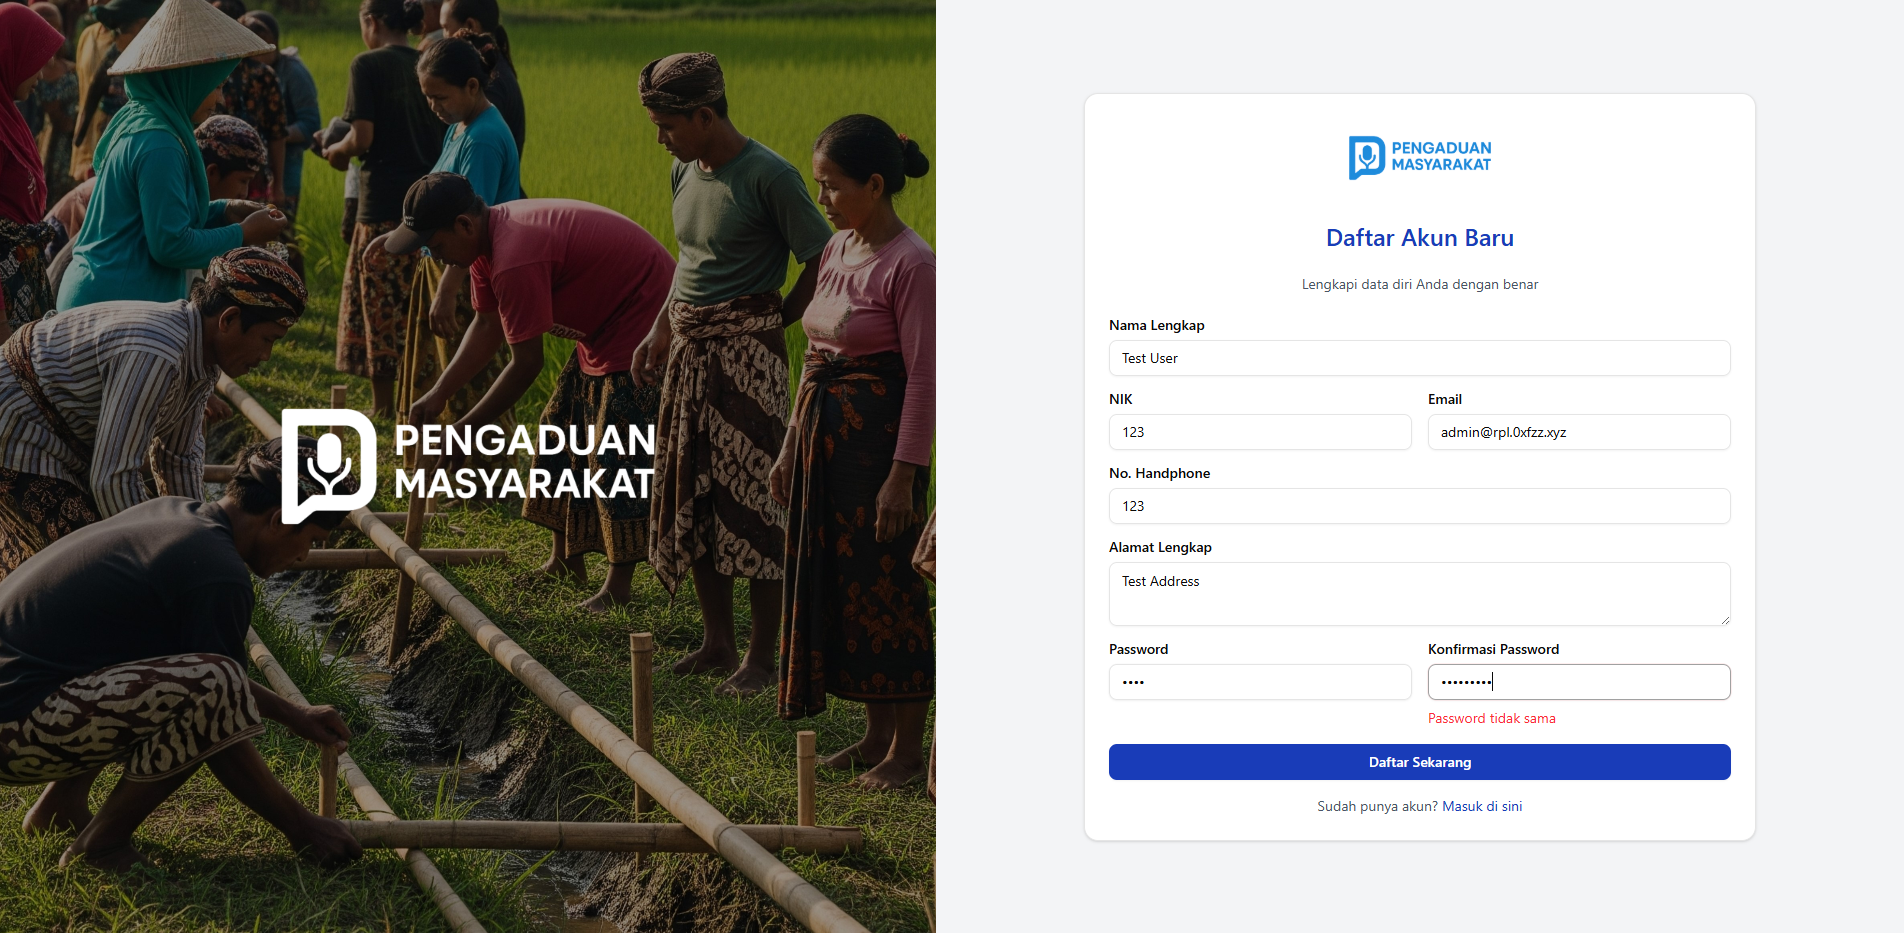 PENGADUAN
MASYARAKAT
PENGADUAN
MASYARAKAT
Daftar Akun Baru
Lengkapi data diri Anda dengan benar
Nama Lengkap
Test User
NIK
123
Email
admin@rpl.0xfzz.xyz
No. Handphone
123
Alamat Lengkap
Test Address
Password
••••
Konfirmasi Password
•••••••••
Password tidak sama
Daftar Sekarang
Sudah punya akun? Masuk di sini